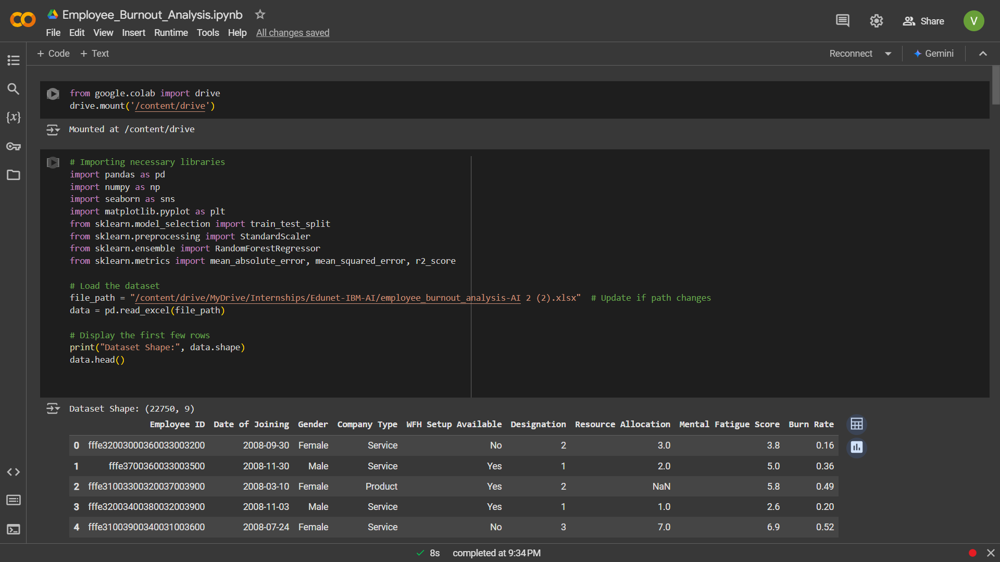 Employee_Burnout_Analysis.ipynb
File Edit View Insert Runtime Tools Help All changes saved
Share
V
+ Code + Text
Reconnect
Gemini
{x}
from google.colab import drive
drive.mount('/content/drive')
Mounted at /content/drive
# Importing necessary libraries
import pandas as pd
import numpy as np
import seaborn as sns
import matplotlib.pyplot as plt
from sklearn.model_selection import train_test_split
from sklearn.preprocessing import StandardScaler
from sklearn.ensemble import RandomForestRegressor
from sklearn.metrics import mean_absolute_error, mean_squared_error, r2_score
# Load the dataset
file_path = "/content/drive/MyDrive/Internships/Edunet-IBM-AI/employee_burnout_analysis-AI 2 (2).xlsx"  # Update if path changes
data = pd.read_excel(file_path)
# Display the first few rows
print("Dataset Shape:", data.shape)
data.head()
Dataset Shape: (22750, 9)
Employee ID Date of Joining Gender Company Type WFH Setup Available Designation Resource Allocation Mental Fatigue Score Burn Rate
0 fffe32003000360033003200 2008-09-30 Female Service No 2 3.0 3.8 0.16
1 fffe3700360033003500 2008-11-30 Male Service Yes 1 2.0 5.0 0.36
2 fffe31003300320037003900 2008-03-10 Female Product Yes 2 NaN 5.8 0.49
3 fffe32003400380032003900 2008-11-03 Male Service Yes 1 1.0 2.6 0.20
4 fffe31003900340031003600 2008-07-24 Female Service No 3 7.0 6.9 0.52
8s completed at 9:34 PM